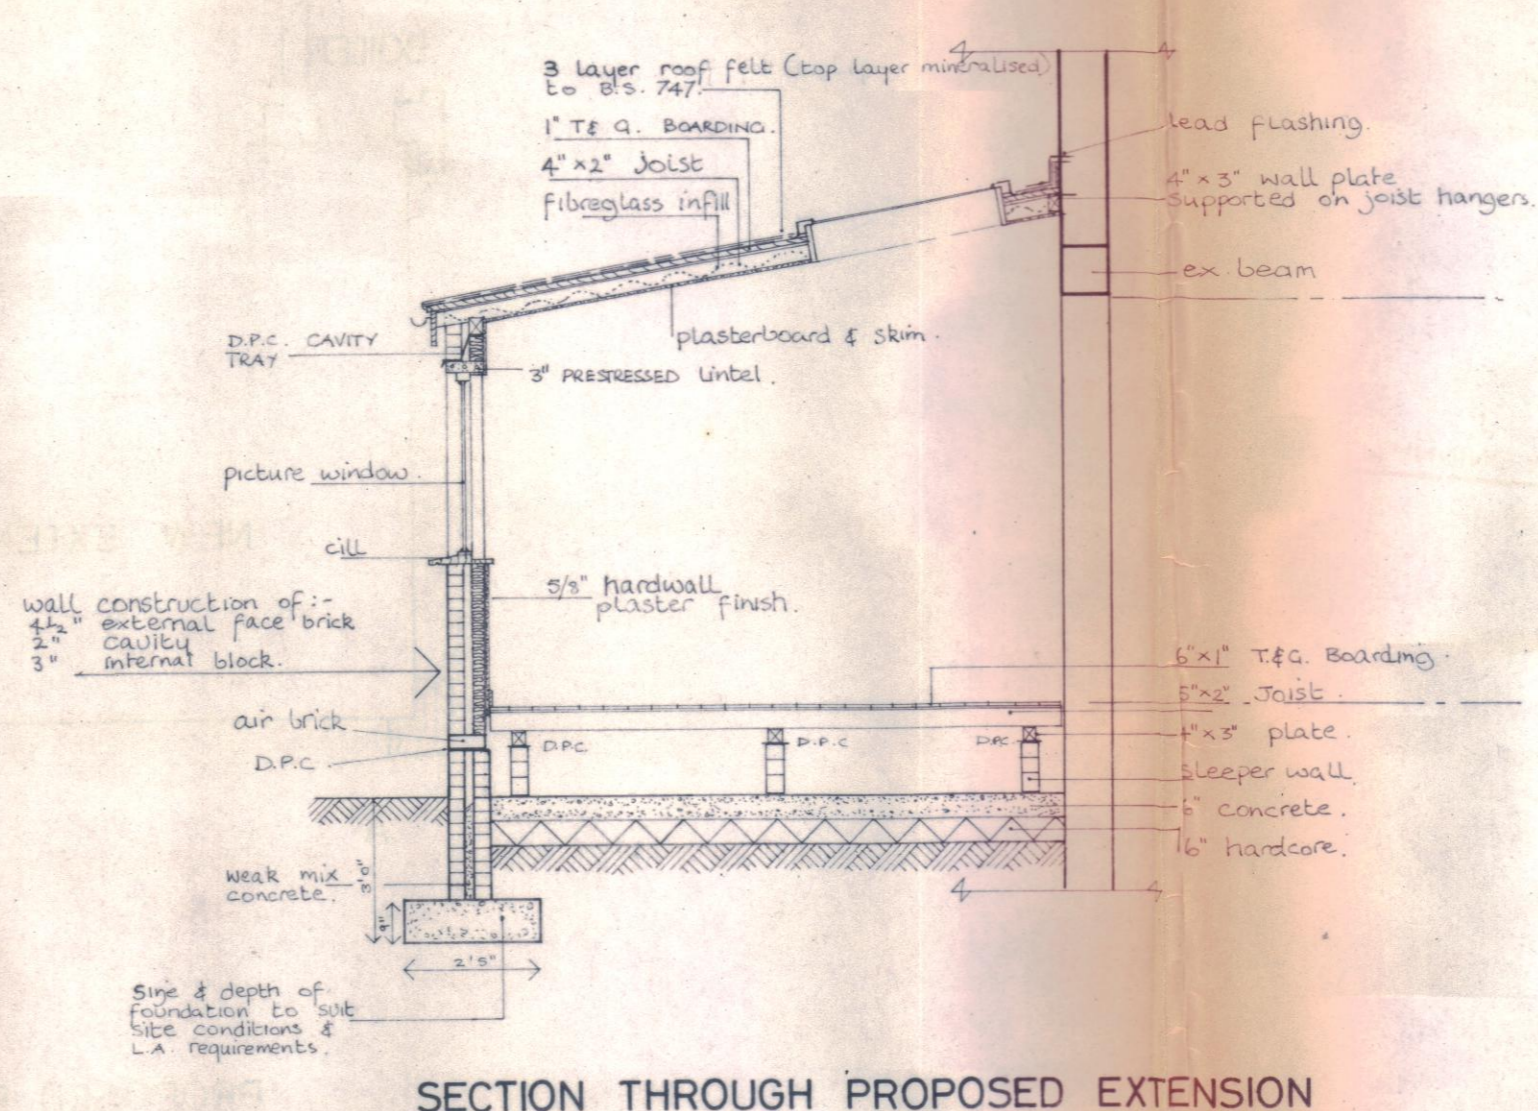 3 layer roof felt (top layer mineralised)
to B.S. 747.
1" T & G. BOARDING.
4" x 2" joist
fibreglass infill
lead flashing.
4" x 3" wall plate
supported on joist hangers.
ex. beam
plasterboard & skim.
D.P.C. CAVITY
TRAY
3" PRESTRESSED lintel.
picture window.
cill
5/8" hardwall
plaster finish.
wall construction of :-
4½" external face brick
2" cavity
3" internal block.
6"x1" T.&G. Boarding.
5"x2" Joist.
4"x3" plate.
sleeper wall.
6" concrete.
6" hardcore.
air brick
D.P.C.
D.P.C.
D.P.C
DPC.
weak mix
concrete.
3'0"
9"
2'5"
Size & depth of
foundation to suit
site conditions &
L.A. requirements.
SECTION THROUGH PROPOSED EXTENSION